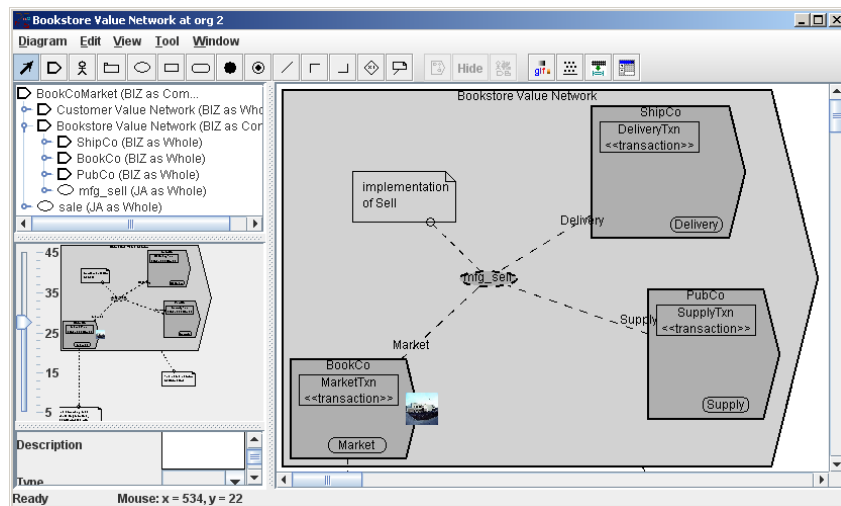 Bookstore Value Network at org 2
Diagram Edit View Tool Window
Hide
gif
BookCoMarket (BIZ as Com...
Customer Value Network (BIZ as Who
Bookstore Value Network (BIZ as Cor
ShipCo (BIZ as Whole)
BookCo (BIZ as Whole)
PubCo (BIZ as Whole)
mfg_sell (JA as Whole)
sale (JA as Whole)
45
35
25
15
5
Description
Type
Ready Mouse: x = 534, y = 22
Bookstore Value Network
ShipCo
DeliveryTxn
<<transaction>>
Delivery
implementation
of Sell
Delivery
mfg_sell
PubCo
SupplyTxn
<<transaction>>
Supply
Supply
Market
BookCo
MarketTxn
<<transaction>>
Market